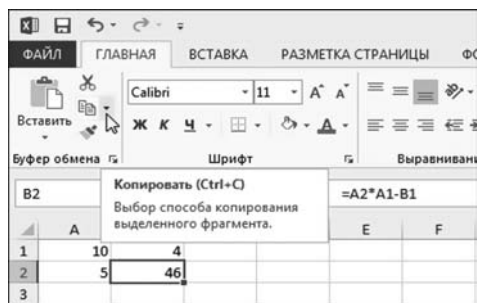 ФАЙЛ ГЛАВНАЯ ВСТАВКА РАЗМЕТКА СТРАНИЦЫ
Calibri 11 A A
Вставить
Ж К Ч А
Буфер обмена Шрифт Выравнивани
Копировать (Ctrl+C)
Выбор способа копирования
выделенного фрагмента.
B2 =A2*A1-B1
A E F
1 10 4
2 5 46
3